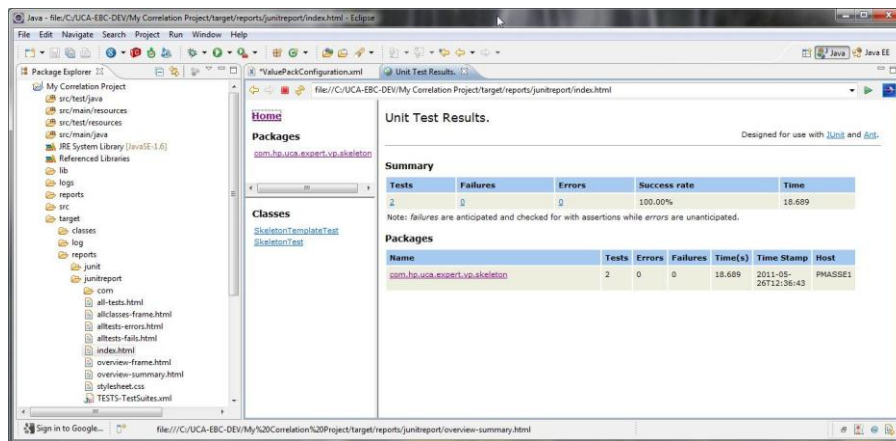 Java - file:/C:/UCA-EBC-DEV/My Correlation Project/target/reports/junitreport/index.html - Eclipse
File Edit Navigate Search Project Run Window Help
Java Java EE
Package Explorer
*ValuePackConfiguration.xml Unit Test Results.
file:///C:/UCA-EBC-DEV/My Correlation Project/target/reports/junitreport/index.html
My Correlation Project
src/test/java
src/main/resources
src/test/resources
src/main/java
JRE System Library [JavaSE-1.6]
Referenced Libraries
lib
logs
reports
src
target
classes
log
reports
junit
junitreport
com
all-tests.html
allclasses-frame.html
alltests-errors.html
alltests-fails.html
index.html
overview-frame.html
overview-summary.html
stylesheet.css
TESTS-TestSuites.xml
Home
Packages
com.hp.uca.expert.vp.skeleton
Classes
SkeletonTemplateTest
SkeletonTest
Unit Test Results.
Designed for use with JUnit and Ant.
Summary
Tests Failures Errors Success rate Time
2 0 0 100.00% 18.689
Note: failures are anticipated and checked for with assertions while errors are unanticipated.
Packages
Name Tests Errors Failures Time(s) Time Stamp Host
com.hp.uca.expert.vp.skeleton 2 0 0 18.689 2011-05-26T12:36:43 PMASSE1
Sign in to Google...
file:///C:/UCA-EBC-DEV/My%20Correlation%20Project/target/reports/junitreport/overview-summary.html